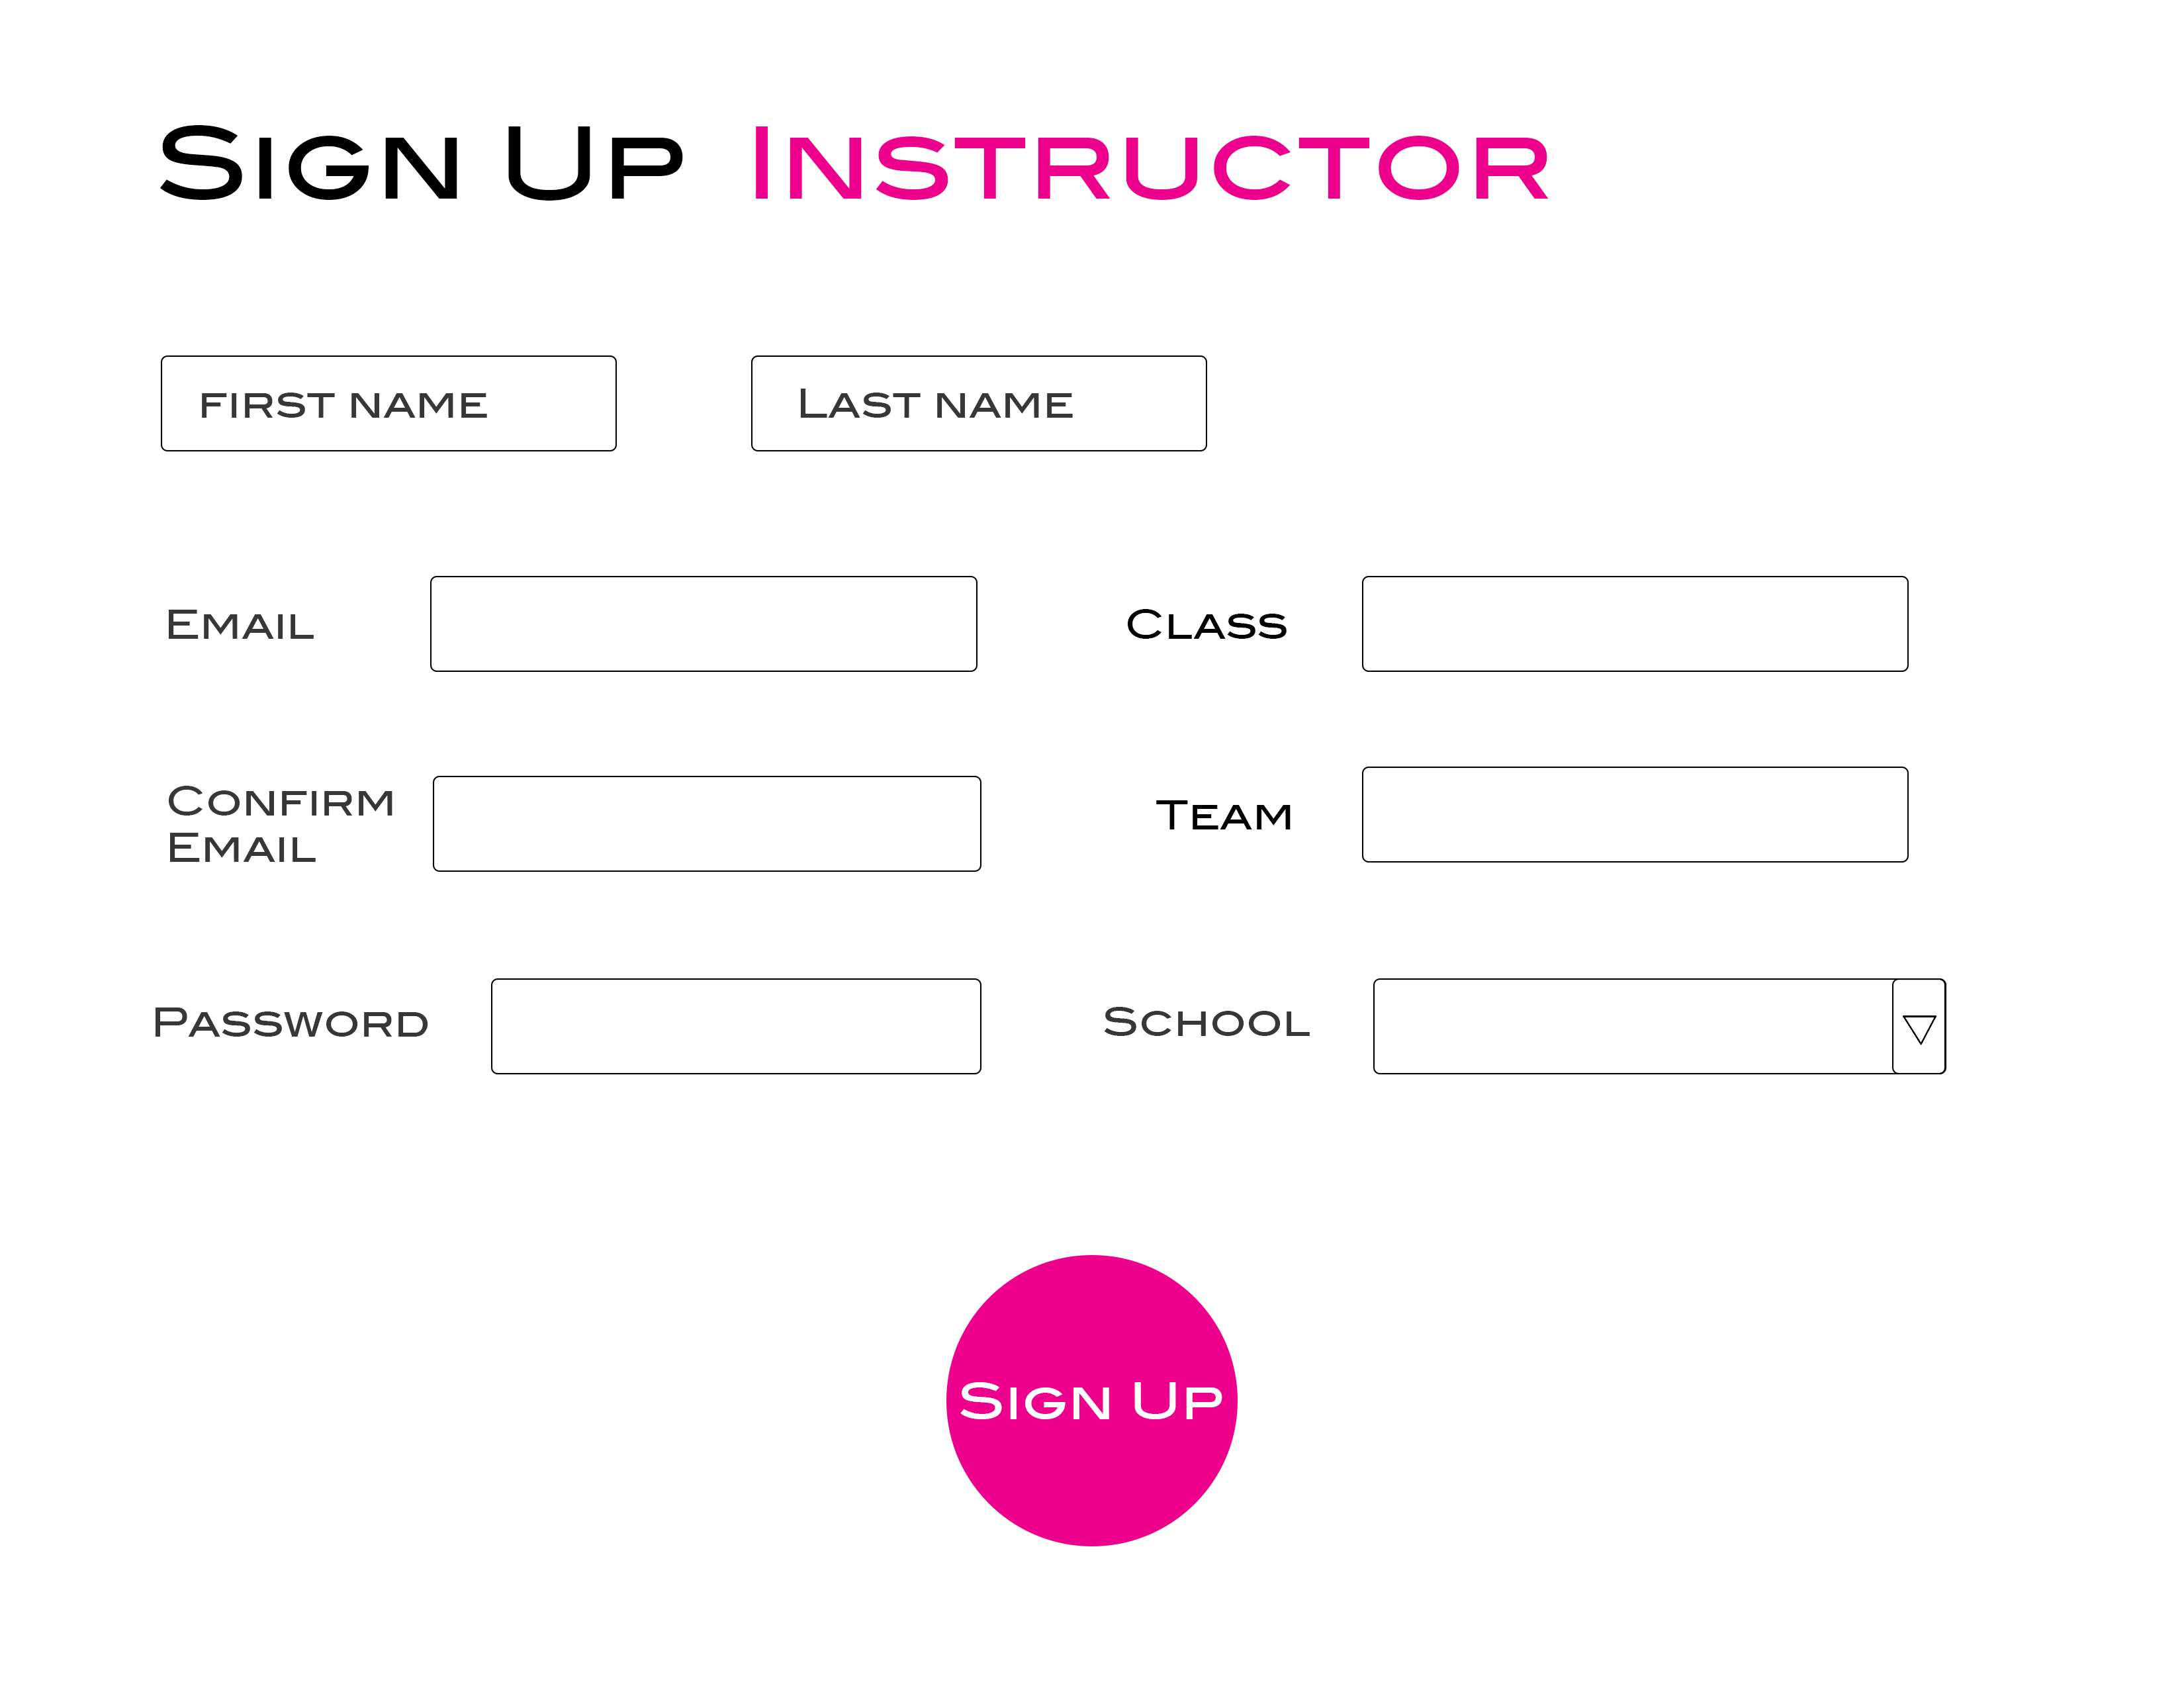 Sign Up Instructor
first name Last name
Email Class
Confirm
Email
Team
Password School
Sign Up